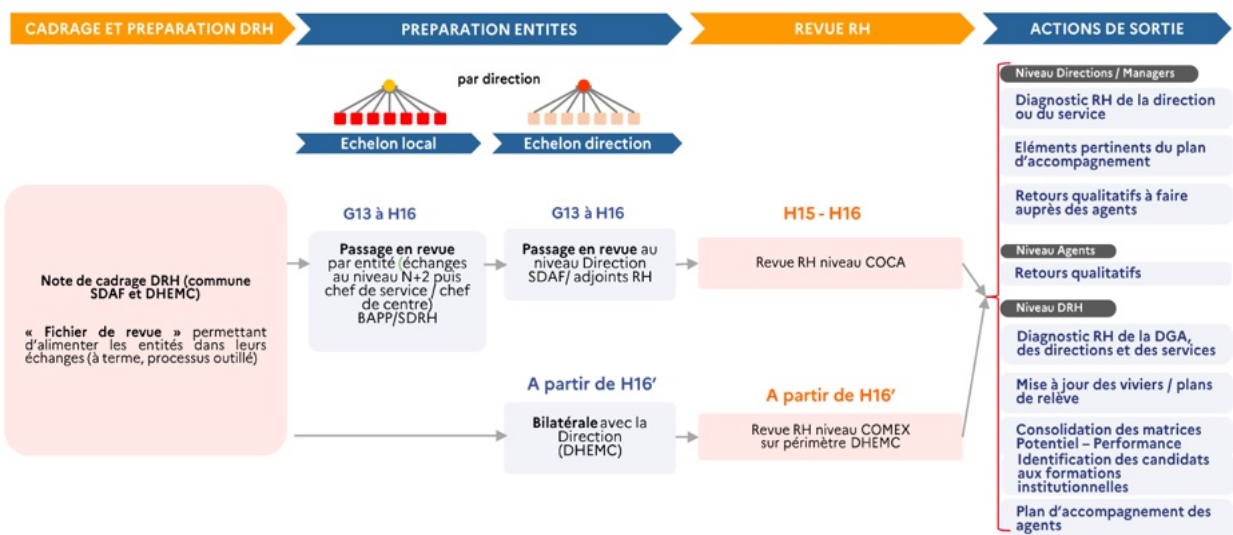 CADRAGE ET PREPARATION DRH
PREPARATION ENTITES
REVUE RH
ACTIONS DE SORTIE
par direction
Echelon local
Echelon direction
Note de cadrage DRH (commune
SDAF et DHEMC)
« Fichier de revue » permettant
d'alimenter les entités dans leurs
échanges (à terme, processus outillé)
G13 à H16
Passage en revue
par entité (échanges
au niveau N+2 puis
chef de service / chef
de centre)
BAPP/SDRH
G13 à H16
Passage en revue au
niveau Direction
SDAF/ adjoints RH
H15 - H16
Revue RH niveau COCA
A partir de H16'
Bilatérale avec la
Direction
(DHEMC)
A partir de H16'
Revue RH niveau COMEX
sur périmètre DHEMC
Niveau Directions / Managers
Diagnostic RH de la direction
ou du service
Eléments pertinents du plan
d'accompagnement
Retours qualitatifs à faire
auprès des agents
Niveau Agents
Retours qualitatifs
Niveau DRH
Diagnostic RH de la DGA,
des directions et des services
Mise à jour des viviers / plans
de relève
Consolidation des matrices
Potentiel – Performance
Identification des candidats
aux formations
institutionnelles
Plan d'accompagnement des
agents